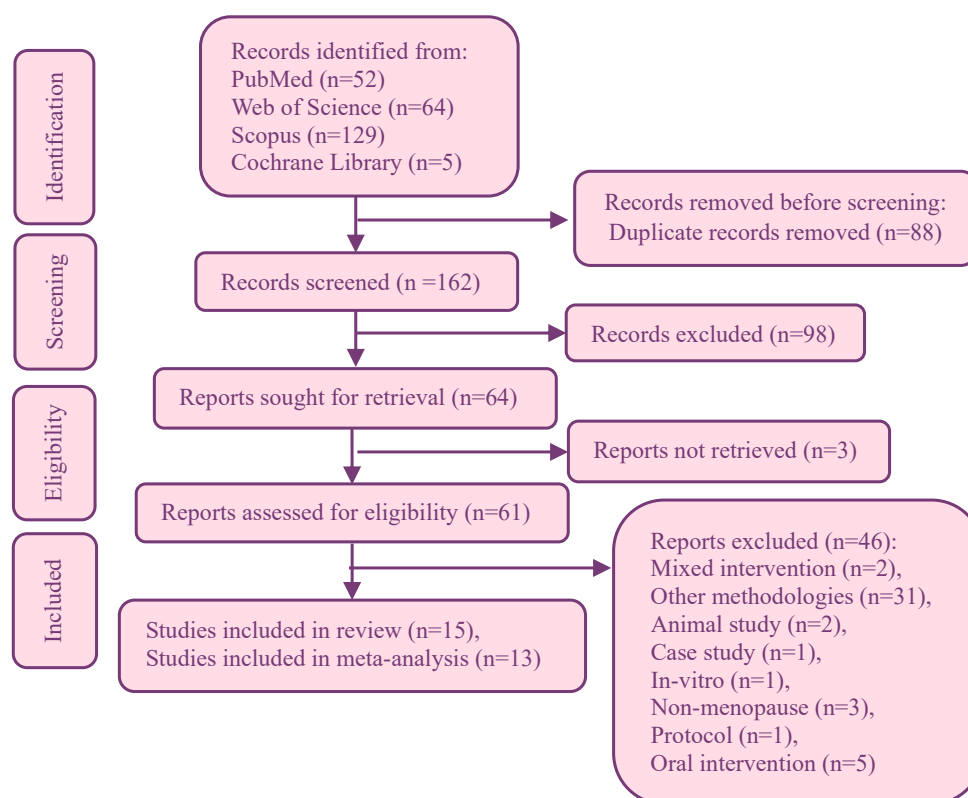 Identification
Records identified from:
PubMed (n=52)
Web of Science (n=64)
Scopus (n=129)
Cochrane Library (n=5)
Records removed before screening:
Duplicate records removed (n=88)
Screening
Records screened (n =162)
Records excluded (n=98)
Reports sought for retrieval (n=64)
Eligibility
Reports not retrieved (n=3)
Reports assessed for eligibility (n=61)
Included
Reports excluded (n=46):
Mixed intervention (n=2),
Other methodologies (n=31),
Animal study (n=2),
Case study (n=1),
In-vitro (n=1),
Non-menopause (n=3),
Protocol (n=1),
Oral intervention (n=5)
Studies included in review (n=15),
Studies included in meta-analysis (n=13)